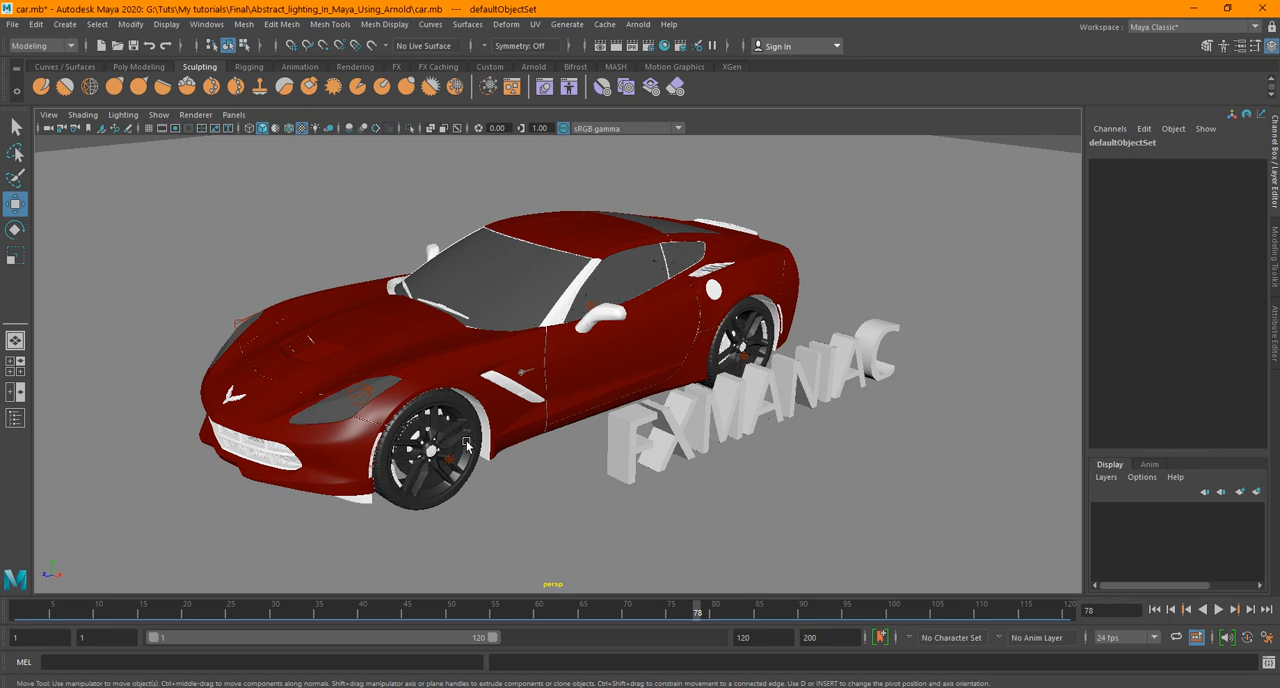 car.mb* - Autodesk Maya 2020: G:\Tuts\My tutorials\Final\Abstract_lighting_In_Maya_Using_Arnold\car.mb --- defaultObjectSet
File Edit Create Select Modify Display Windows Mesh Edit Mesh Mesh Tools Mesh Display Curves Surfaces Deform UV Generate Cache Arnold Help
Workspace : Maya Classic*
Modeling No Live Surface Symmetry: Off Sign In
Curves / Surfaces Poly Modeling Sculpting Rigging Animation Rendering FX FX Caching Custom Arnold Bifrost MASH Motion Graphics XGen
View Shading Lighting Show Renderer Panels
0.00 1.00 sRGB gamma
Channels Edit Object Show
defaultObjectSet
Channel Box / Layer Editor
Modeling Toolkit
Attribute Editor
FXMANIAC
persp
Display Anim
Layers Options Help
5 10 15 20 25 30 35 40 45 50 55 60 65 70 75 78 80 85 90 95 100 105 110 115 120
78
1 1 1 120 120 200 No Character Set No Anim Layer 24 fps
MEL
Move Tool: Use manipulator to move object(s). Ctrl+middle-drag to move components along normals. Shift+drag manipulator axis or plane handles to extrude components or clone objects. Ctrl+Shift+drag to constrain movement to a connected edge. Use D or INSERT to change the pivot position and axis orientation.